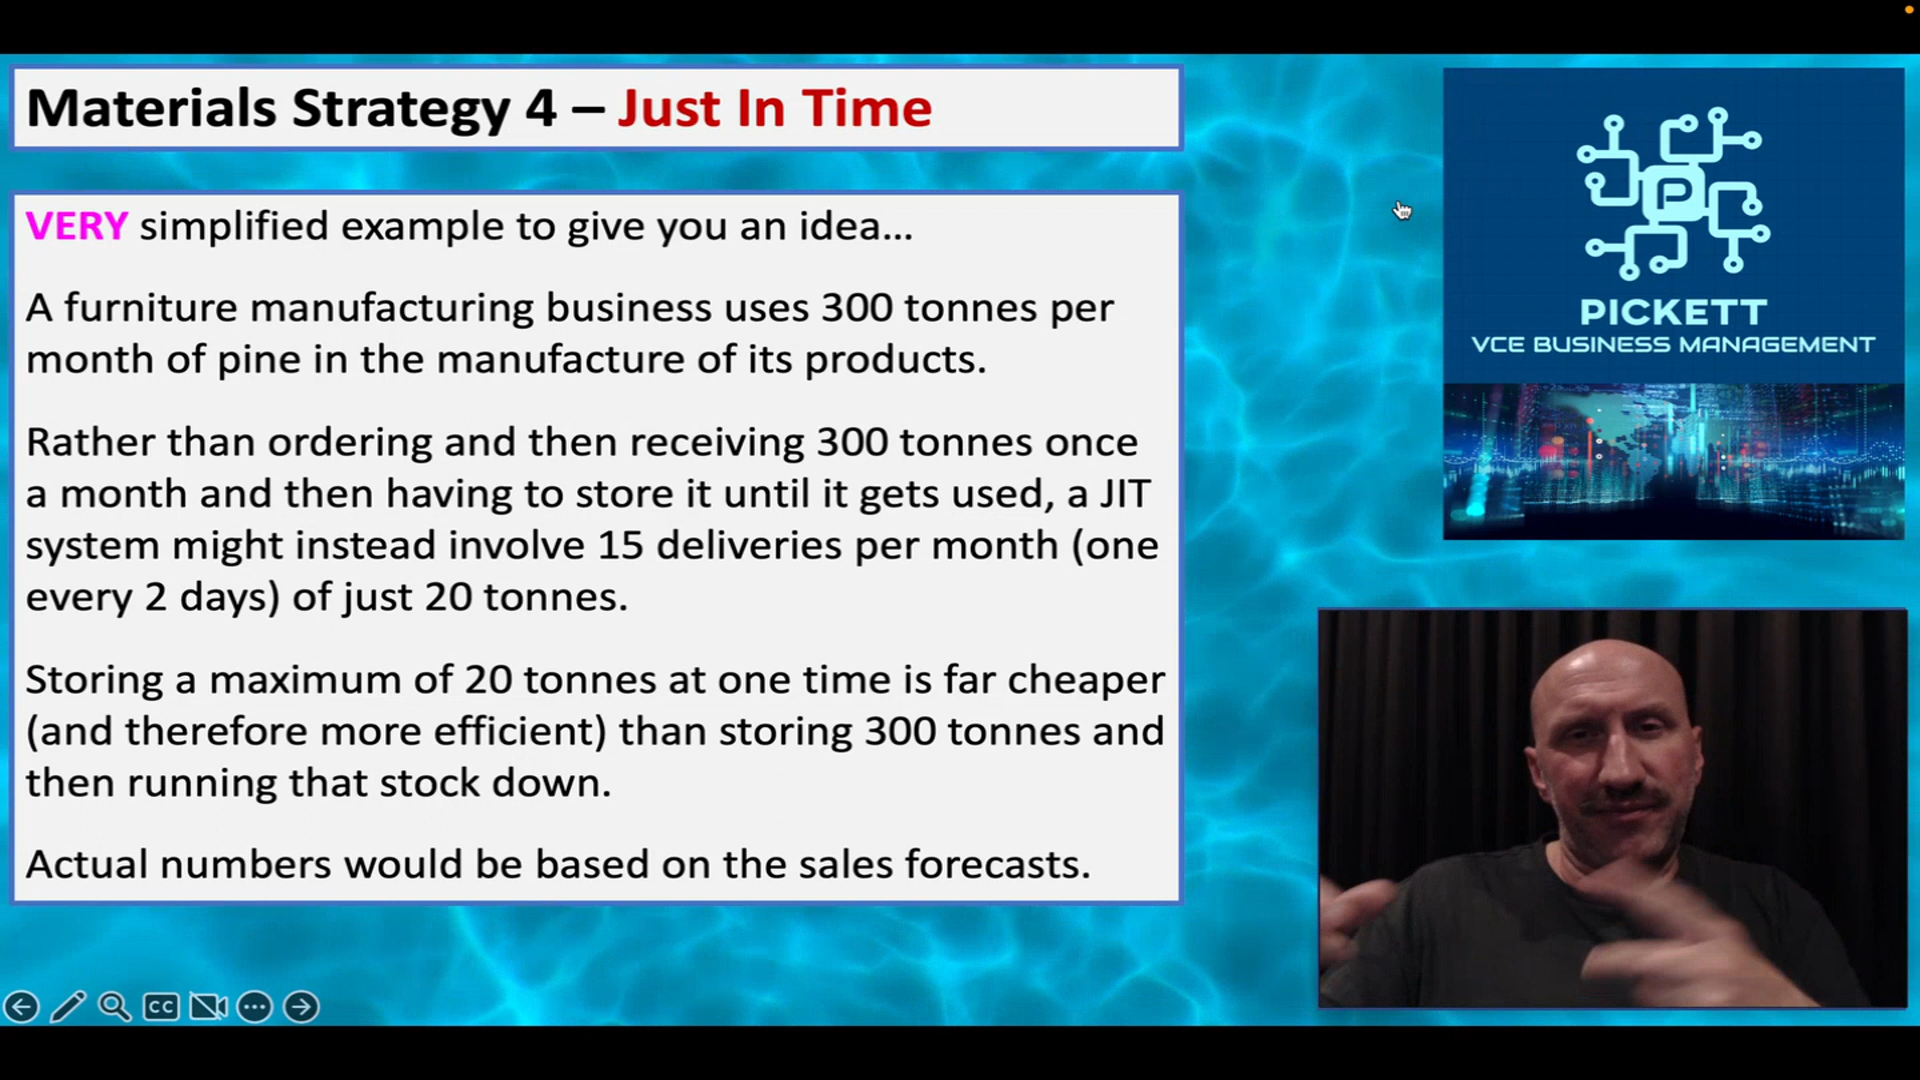 Materials Strategy 4 – Just In Time
VERY simplified example to give you an idea...
A furniture manufacturing business uses 300 tonnes per
month of pine in the manufacture of its products.
Rather than ordering and then receiving 300 tonnes once
a month and then having to store it until it gets used, a JIT
system might instead involve 15 deliveries per month (one
every 2 days) of just 20 tonnes.
Storing a maximum of 20 tonnes at one time is far cheaper
(and therefore more efficient) than storing 300 tonnes and
then running that stock down.
Actual numbers would be based on the sales forecasts.
P
PICKETT
VCE BUSINESS MANAGEMENT
CC